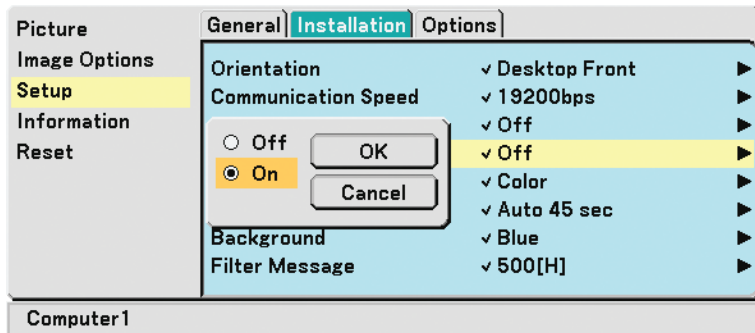 Picture
Image Options
Setup
Information
Reset
General Installation Options
Orientation ✓ Desktop Front
Communication Speed ✓ 19200bps
✓ Off
✓ Off
✓ Color
✓ Auto 45 sec
Background ✓ Blue
Filter Message ✓ 500[H]
Off
On
OK
Cancel
Computer1